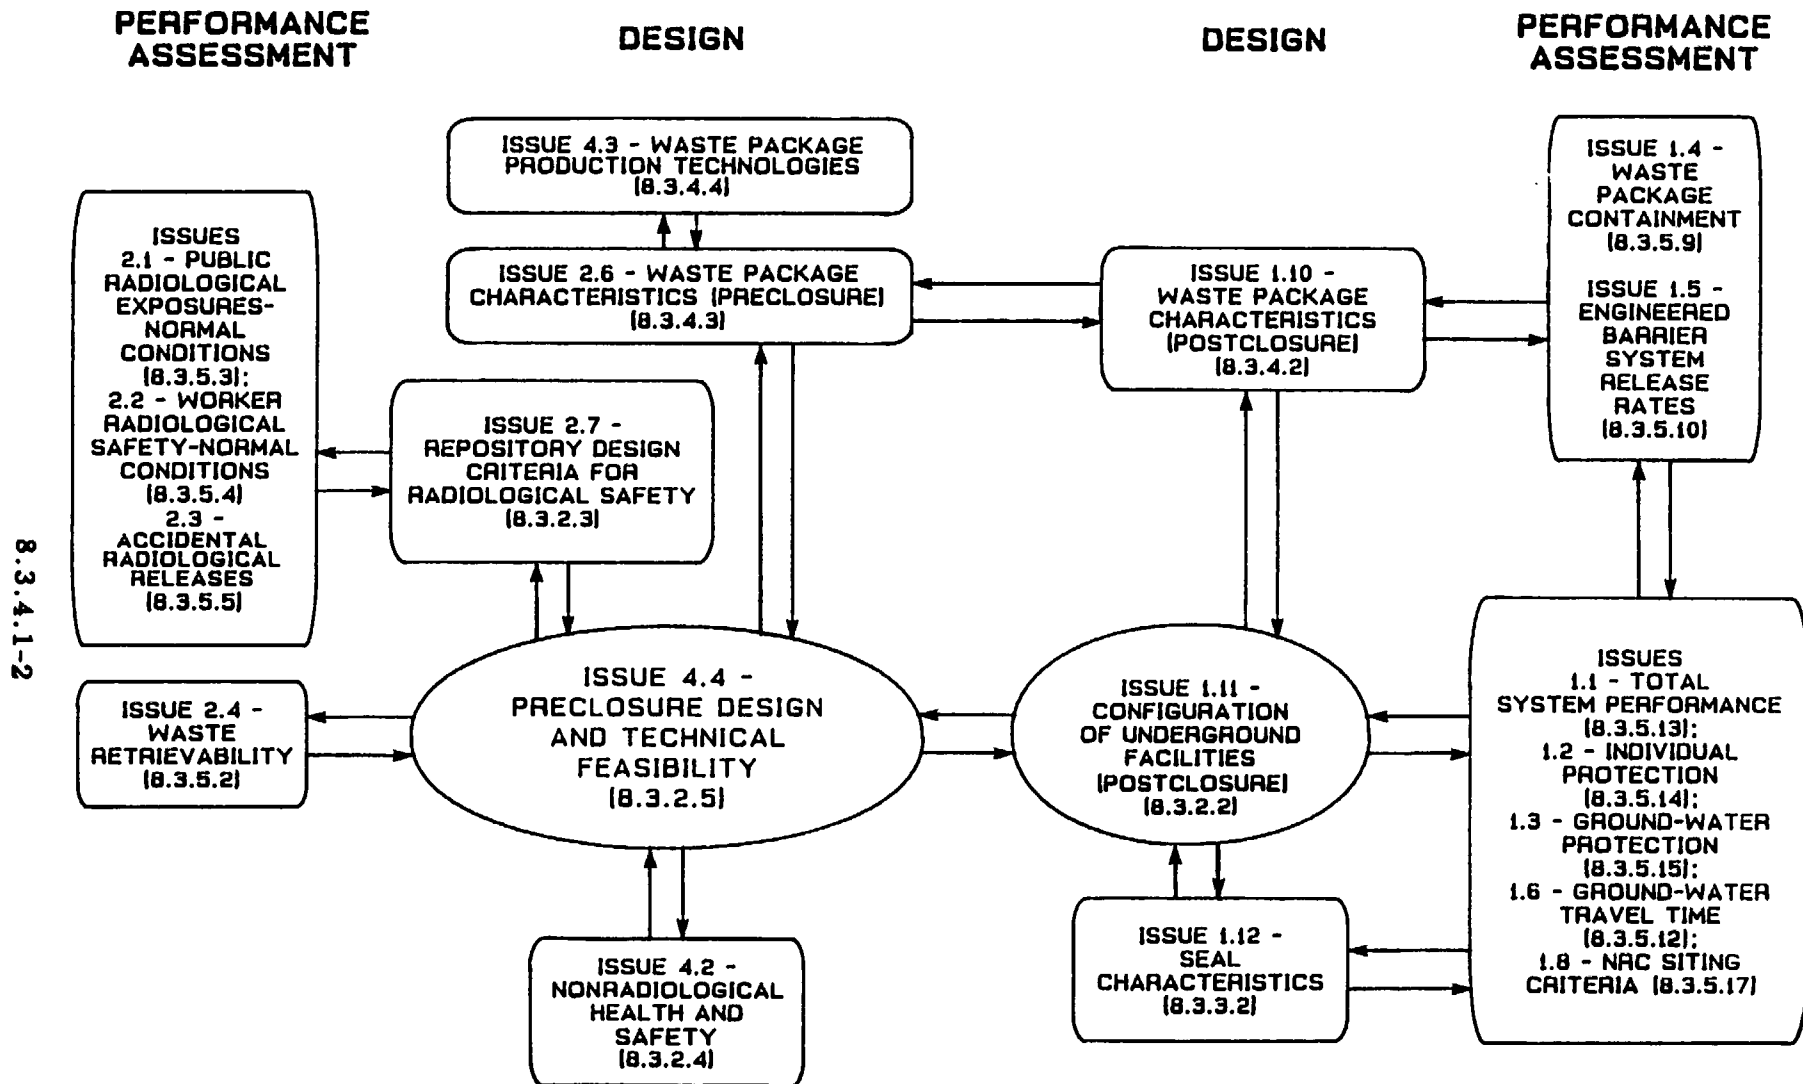 PERFORMANCE
ASSESSMENT
DESIGN
DESIGN
PERFORMANCE
ASSESSMENT
ISSUE 4.3 - WASTE PACKAGE
PRODUCTION TECHNOLOGIES
(8.3.4.4)
ISSUE 2.6 - WASTE PACKAGE
CHARACTERISTICS (PRECLOSURE)
(8.3.4.3)
ISSUES
2.1 - PUBLIC
RADIOLOGICAL
EXPOSURES-
NORMAL
CONDITIONS
(8.3.5.3);
2.2 - WORKER
RADIOLOGICAL
SAFETY-NORMAL
CONDITIONS
(8.3.5.4)
2.3 -
ACCIDENTAL
RADIOLOGICAL
RELEASES
(8.3.5.5)
ISSUE 2.7 -
REPOSITORY DESIGN
CRITERIA FOR
RADIOLOGICAL SAFETY
(8.3.2.3)
ISSUE 1.10 -
WASTE PACKAGE
CHARACTERISTICS
(POSTCLOSURE)
(8.3.4.2)
ISSUE 1.4 -
WASTE
PACKAGE
CONTAINMENT
(8.3.5.9)
ISSUE 1.5 -
ENGINEERED
BARRIER
SYSTEM
RELEASE
RATES
(8.3.5.10)
ISSUE 2.4 -
WASTE
RETRIEVABILITY
(8.3.5.2)
ISSUE 4.4 -
PRECLOSURE DESIGN
AND TECHNICAL
FEASIBILITY
(8.3.2.5)
ISSUE 1.11 -
CONFIGURATION
OF UNDERGROUND
FACILITIES
(POSTCLOSURE)
(8.3.2.2)
ISSUES
1.1 - TOTAL
SYSTEM PERFORMANCE
(8.3.5.13);
1.2 - INDIVIDUAL
PROTECTION
(8.3.5.14);
1.3 - GROUND-WATER
PROTECTION
(8.3.5.15);
1.6 - GROUND-WATER
TRAVEL TIME
(8.3.5.12);
1.8 - NRC SITING
CRITERIA (8.3.5.17)
ISSUE 4.2 -
NONRADIOLOGICAL
HEALTH AND
SAFETY
(8.3.2.4)
ISSUE 1.12 -
SEAL
CHARACTERISTICS
(8.3.3.2)
8.3.4.1-2